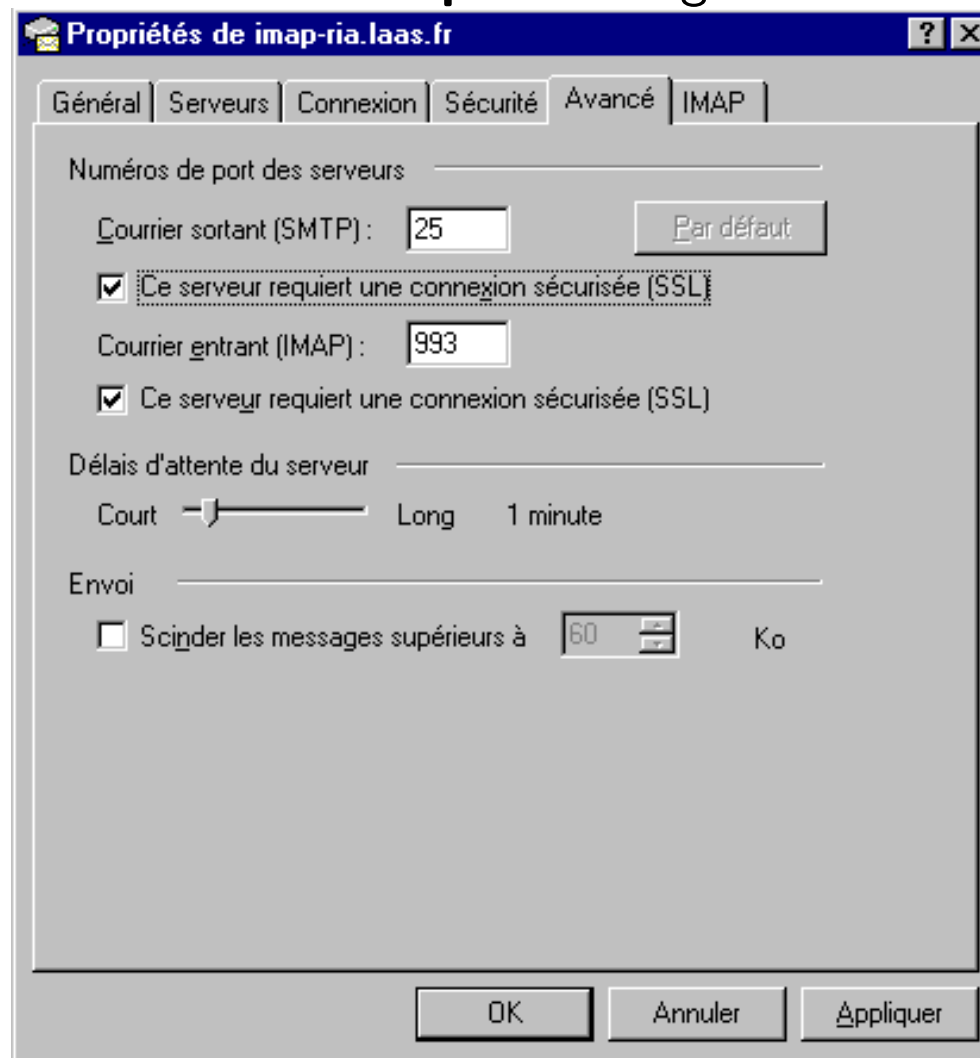 Propriétés de imap-ria.laas.fr
Général Serveurs Connexion Sécurité Avancé IMAP
Numéros de port des serveurs
Courrier sortant (SMTP) : 25 Par défaut
Ce serveur requiert une connexion sécurisée (SSL)
Courrier entrant (IMAP) : 993
Ce serveur requiert une connexion sécurisée (SSL)
Délais d'attente du serveur
Court Long 1 minute
Envoi
Scinder les messages supérieurs à 60 Ko
OK Annuler Appliquer